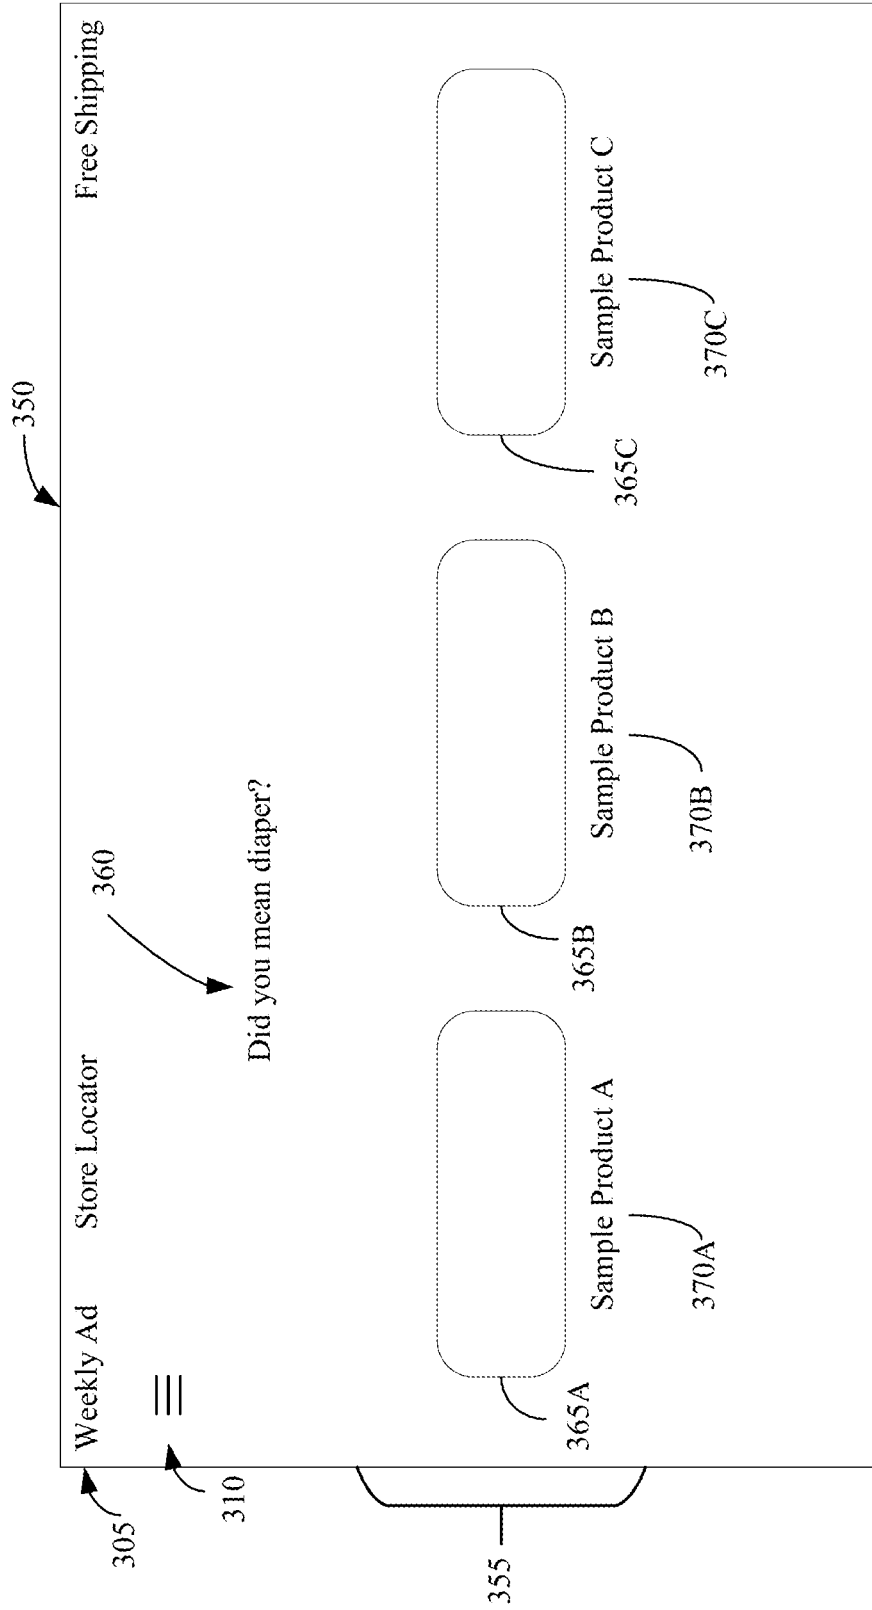 350
305
Weekly Ad Store Locator Free Shipping
310
360
Did you mean diaper?
355
365A
365B
365C
Sample Product A Sample Product B Sample Product C
370A
370B
370C